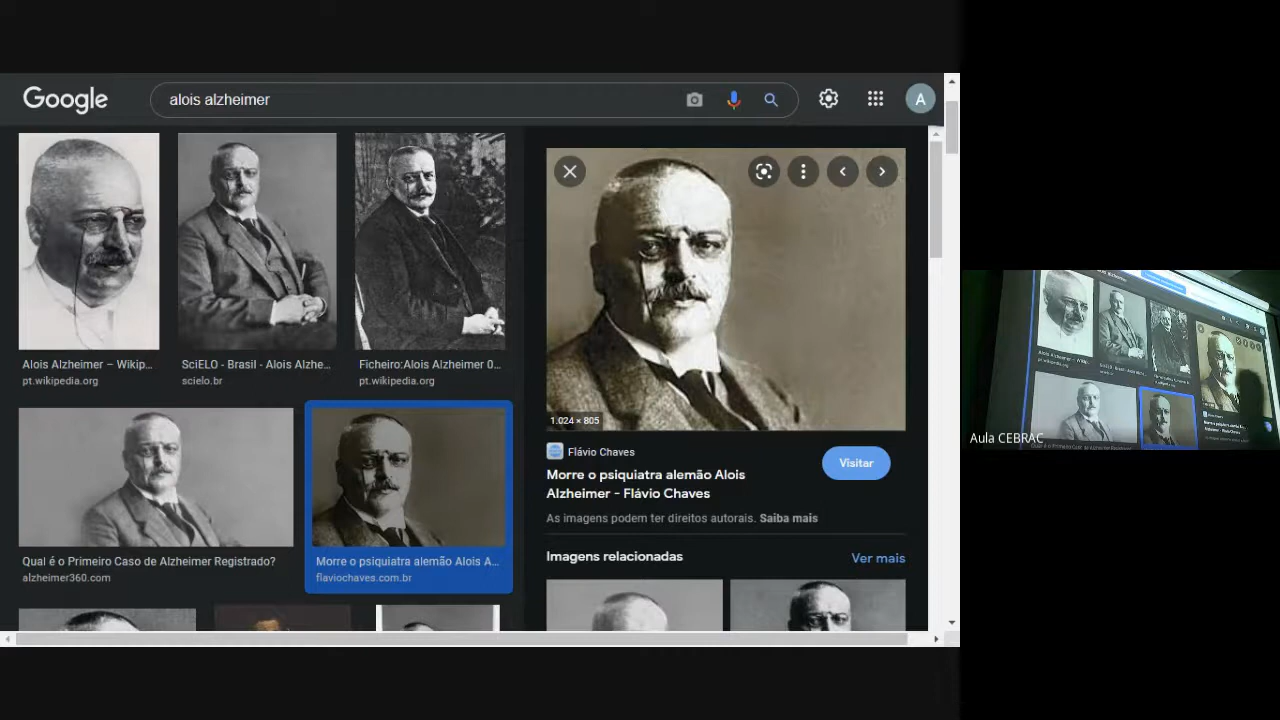 Google
alois alzheimer
A
Alois Alzheimer – Wikip...
pt.wikipedia.org
SciELO - Brasil - Alois Alzhe...
scielo.br
Ficheiro:Alois Alzheimer 0...
pt.wikipedia.org
Qual é o Primeiro Caso de Alzheimer Registrado?
alzheimer360.com
Morre o psiquiatra alemão Alois A...
flaviochaves.com.br
1.024 × 805
Flávio Chaves
Visitar
Morre o psiquiatra alemão Alois
Alzheimer - Flávio Chaves
As imagens podem ter direitos autorais. Saiba mais
Imagens relacionadas
Ver mais
Aula CEBRAC